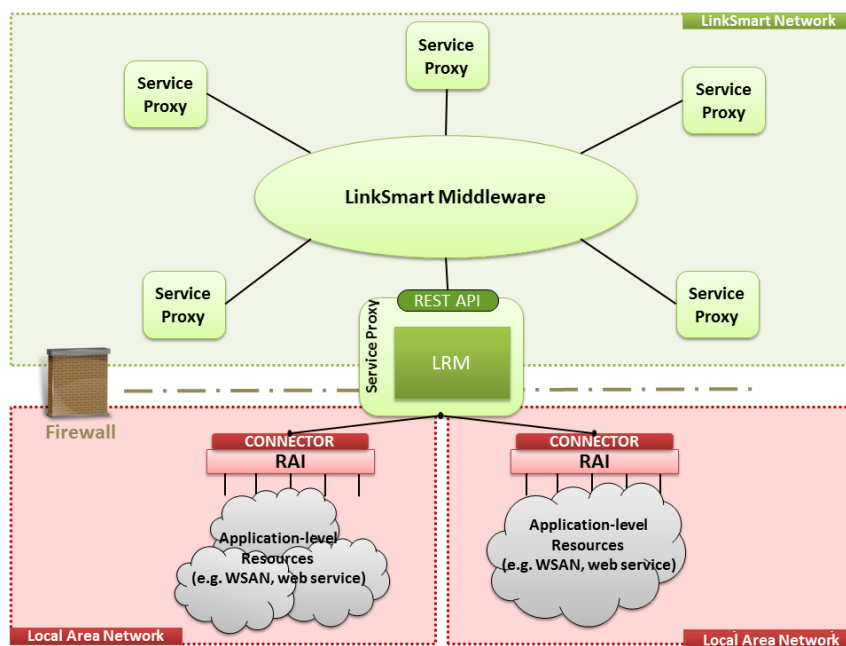 LinkSmart Network
Service
Proxy
Service
Proxy
Service
Proxy
LinkSmart Middleware
Service
Proxy
Service
Proxy
REST API
Service Proxy
LRM
Firewall
CONNECTOR
RAI
Application-level
Resources
(e.g. WSAN, web service)
CONNECTOR
RAI
Application-level
Resources
(e.g. WSAN, web service)
Local Area Network
Local Area Network